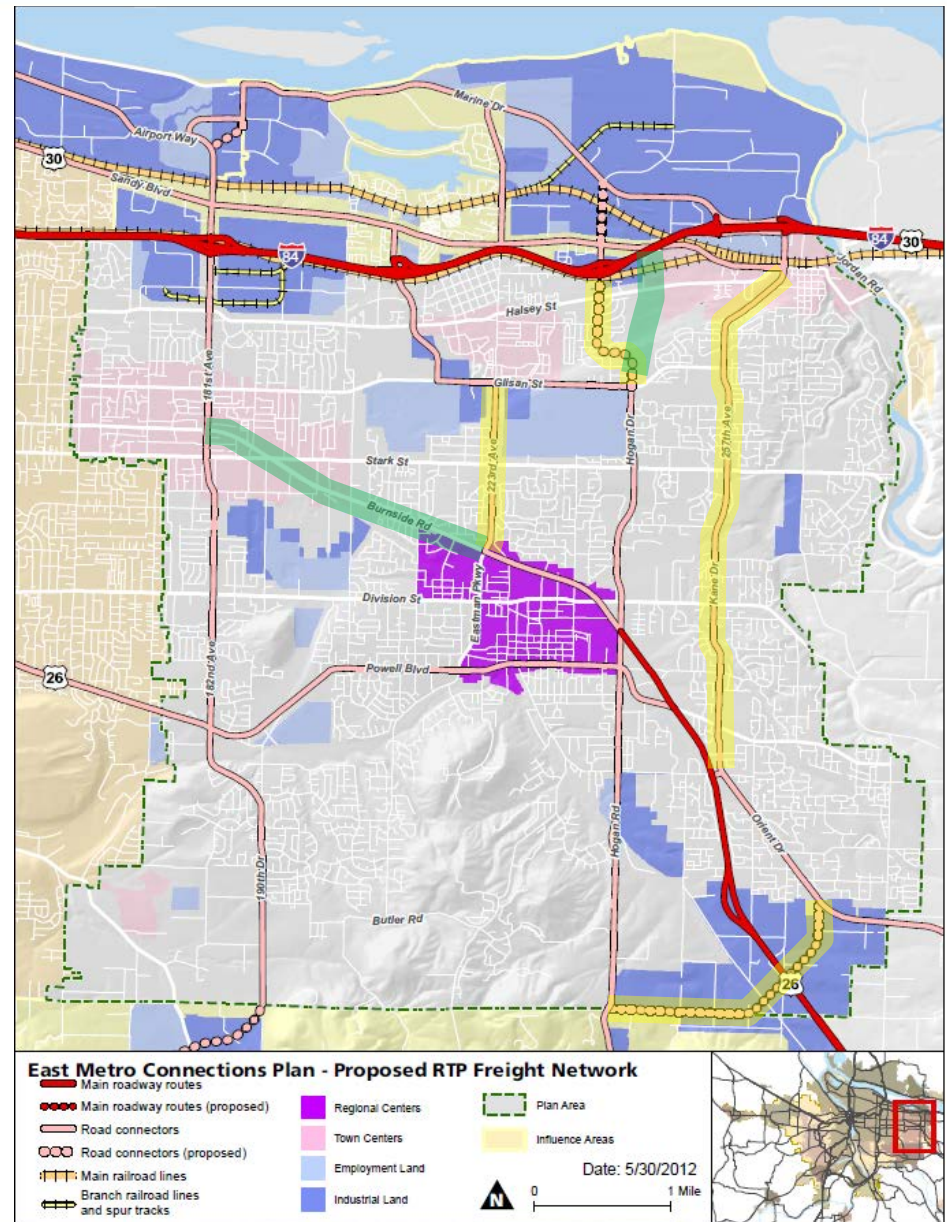 Marine Dr
Airport Way
30
Sandy Blvd
84
30
84
Jordan Rd
Halsey St
181st Ave
Glisan St
257th Ave
Hogan Dr
223rd Ave
Stark St
Burnside Rd
Kane Dr
Division St
Eastman Pkwy
182nd Ave
Powell Blvd
26
Orient Dr
Hogan Rd
190th Dr
Butler Rd
26
East Metro Connections Plan - Proposed RTP Freight Network
Main roadway routes
Main roadway routes (proposed)
Road connectors
Road connectors (proposed)
Main railroad lines
Branch railroad lines
and spur tracks
Regional Centers
Town Centers
Employment Land
Industrial Land
Plan Area
Influence Areas
Date: 5/30/2012
N
0
1 Mile